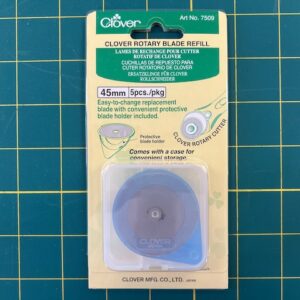 Clover
Art No. 7509
CLOVER ROTARY BLADE REFILL
LAMES DE RECHANGE POUR CUTTER
ROTATIF DE CLOVER
CUCHILLAS DE REPUESTO PARA
CUTER ROTATORIO DE CLOVER
ERSATZKLINGE FÜR CLOVER
ROLLSCHNEIDER
45mm 5pcs./pkg
Easy-to-change replacement
blade with convenient protective
blade holder included.
Protective
blade holder
CLOVER ROTARY CUTTER
Comes with a case for
convenient storage.
CLOVER
CLOVER MFG. CO., LTD. JAPAN